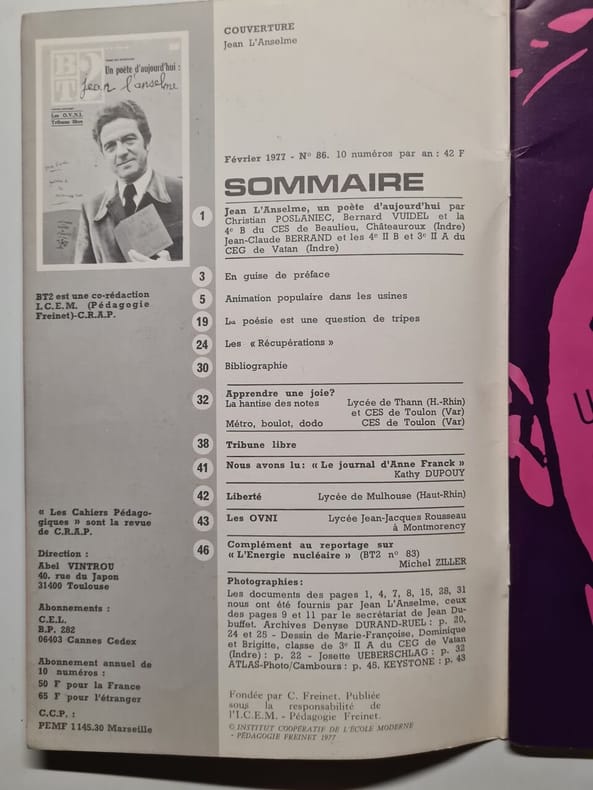 BT2
Un poète d'aujourd'hui :
jean l'anselme
Les O.V.N.I.
Tribune libre
BT2 est une co-rédaction
I.C.E.M. (Pédagogie
Freinet)-C.R.A.P.
« Les Cahiers Pédago-
giques » sont la revue
de C.R.A.P.
Direction :
Abel VINTROU
40. rue du Japon
31400 Toulouse
Abonnements :
C.E.L.
B.P. 282
06403 Cannes Cedex
Abonnement annuel de
10 numéros :
50 F pour la France
65 F pour l'étranger
C.C.P. :
PEMF 1145.30 Marseille
COUVERTURE
Jean L'Anselme
Février 1977 - N° 86. 10 numéros par an : 42 F
SOMMAIRE
1 Jean L'Anselme, un poète d'aujourd'hui par
Christian POSLANIEC, Bernard VUIDEL et la
4e B du CES de Beaulieu, Châteauroux (Indre)
Jean-Claude BERRAND et les 4e II B et 3e II A du
CEG de Vatan (Indre)
3 En guise de préface
5 Animation populaire dans les usines
19 La poésie est une question de tripes
24 Les « Récupérations »
30 Bibliographie
32 Apprendre une joie?
La hantise des notes Lycée de Thann (H.-Rhin)
et CES de Toulon (Var)
Métro, boulot, dodo CES de Toulon (Var)
38 Tribune libre
41 Nous avons lu : « Le journal d'Anne Franck »
Kathy DUPOUY
42 Liberté Lycée de Mulhouse (Haut-Rhin)
43 Les OVNI Lycée Jean-Jacques Rousseau
à Montmorency
46 Complément au reportage sur
« L'Energie nucléaire » (BT2 n° 83)
Michel ZILLER
Photographies :
Les documents des pages 1, 4, 7, 8, 15, 28, 31
nous ont été fournis par Jean L'Anselme, ceux
des pages 9 et 11 par le secrétariat de Jean Du-
buffet. Archives Denyse DURAND-RUEL : p. 20,
24 et 25 - Dessin de Marie-Françoise, Dominique
et Brigitte, classe de 3e II A du CEG de Vatan
(Indre) : p. 22 - Josette UEBERSCHLAG : p. 32
ATLAS-Photo/Cambours : p. 45. KEYSTONE : p. 43
Fondée par C. Freinet. Publiée
sous la responsabilité de
l'I.C.E.M. - Pédagogie Freinet.
© INSTITUT COOPÉRATIF DE L'ÉCOLE MODERNE
- PÉDAGOGIE FREINET 1977